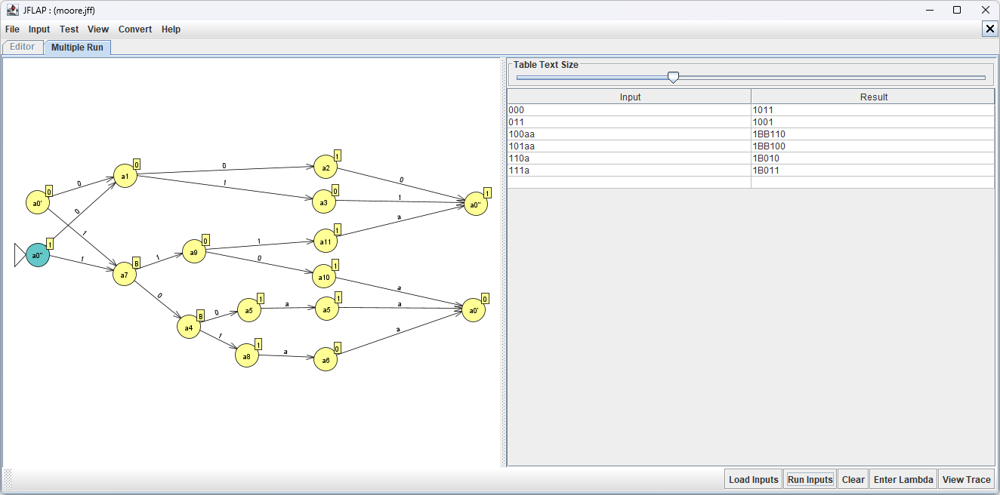 JFLAP : (moore.jff)
File Input Test View Convert Help
Editor Multiple Run
Table Text Size
Input Result
000 1011
011 1001
100aa 1BB110
101aa 1BB100
110a 1B010
111a 1B011
1
a2
0
a1
0
0
1
0
a3
0
1
1
a0''
0
a0'
0
0
1
a
1
a0''
1
1
a11
0
a9
1
1
0
B
a7
1
a10
a
0
0
a0'
B
a4
0
1
a5
a
1
a5
a
1
1
a8
a
0
a6
a
Load Inputs Run Inputs Clear Enter Lambda View Trace